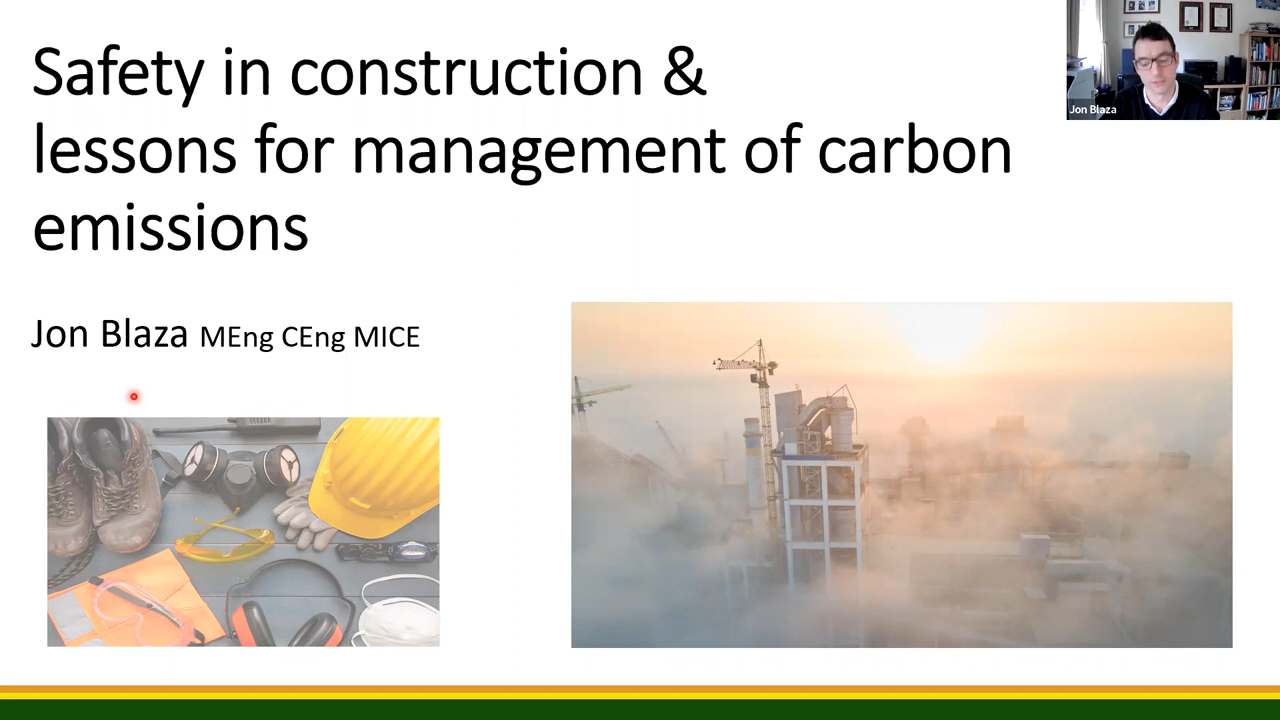 Safety in construction &
lessons for management of carbon
emissions
Jon Blaza MEng CEng MICE
Jon Blaza